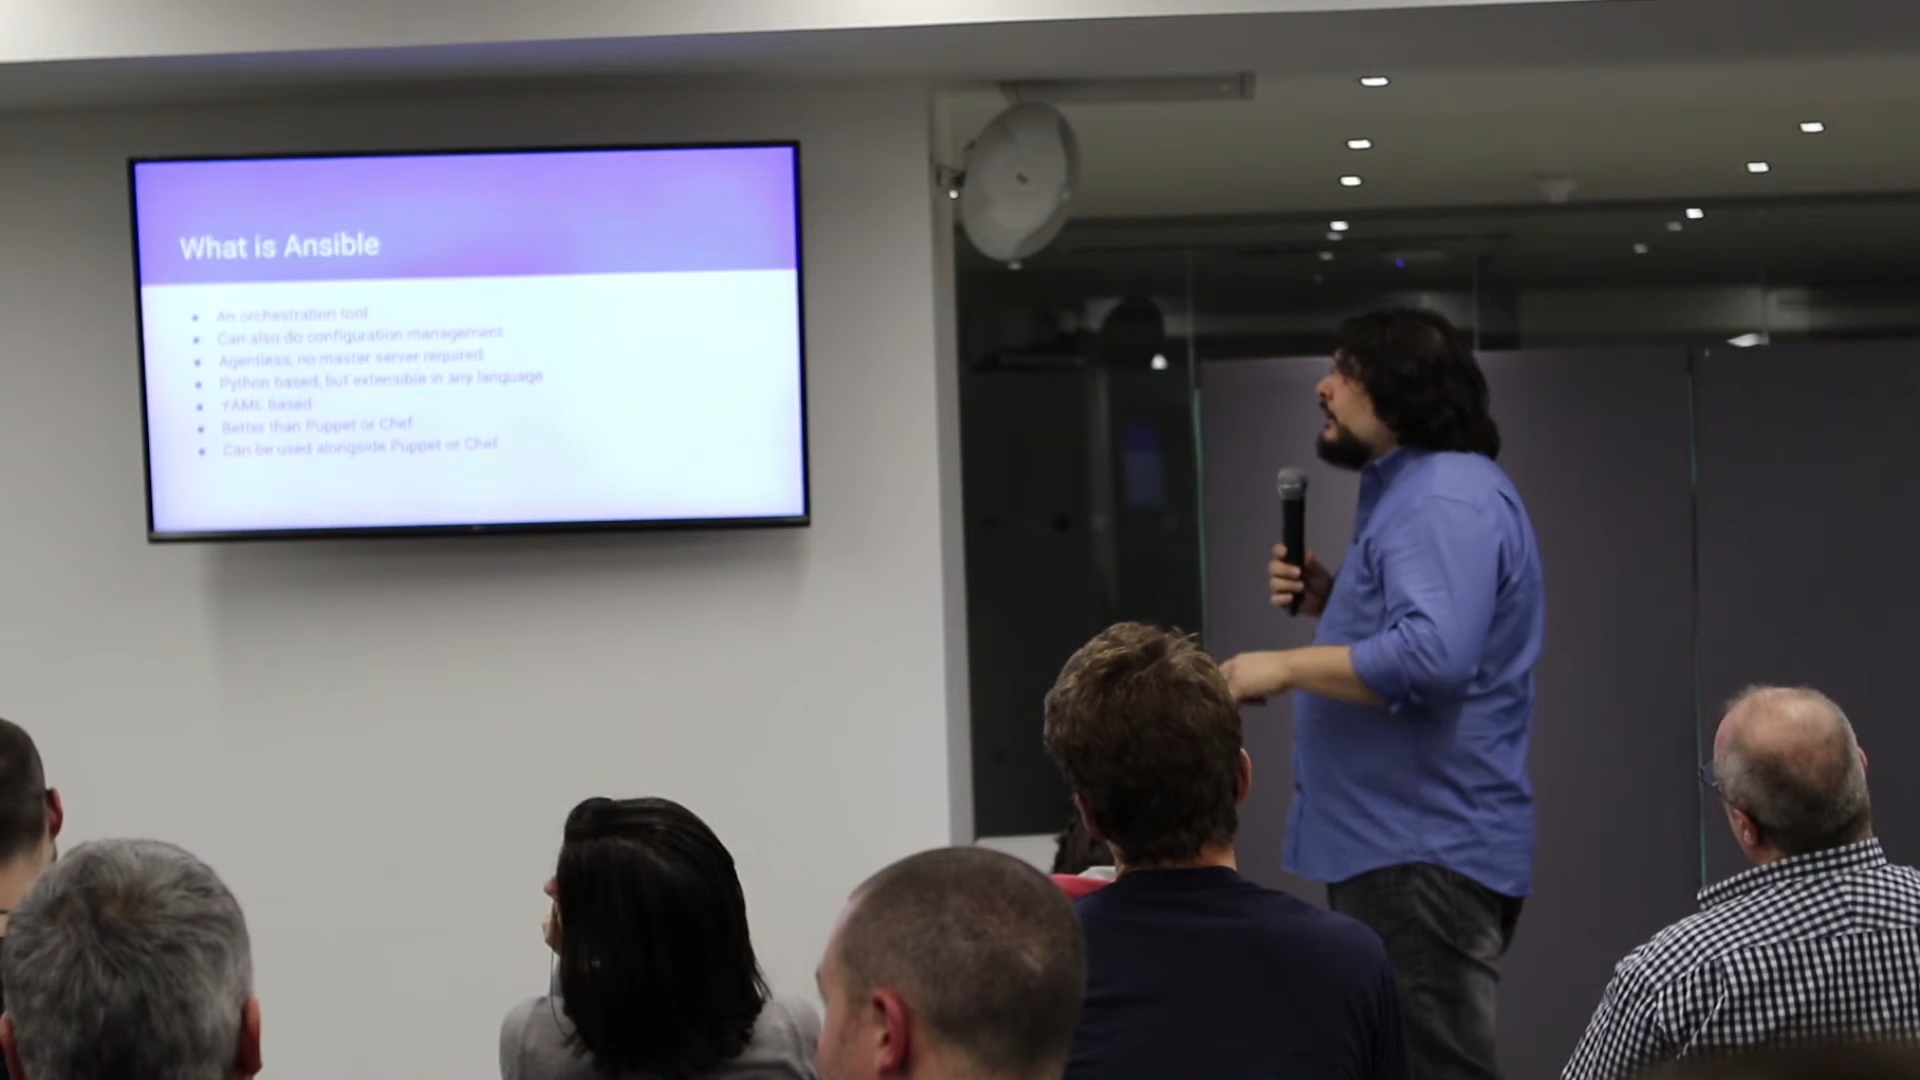 What is Ansible
An orchestration tool
Can also do configuration management
Agentless, no master server required
Python based, but extensible in any language
YAML based
Better than Puppet or Chef
Can be used alongside Puppet or Chef